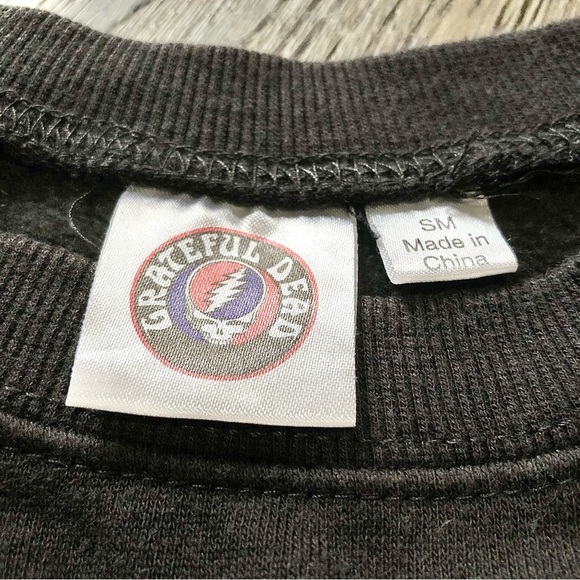 GRATEFUL DEAD
SM
Made in
China